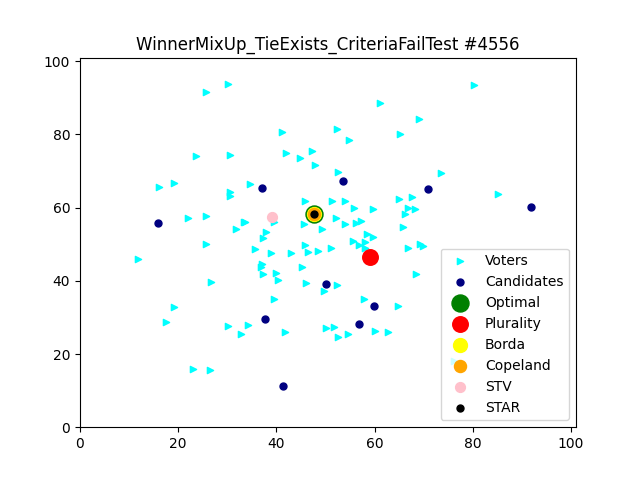 WinnerMixUp_TieExists_CriteriaFailTest #4556
100
80
60
40
20
0
0
20
40
60
80
100
Voters
Candidates
Optimal
Plurality
Borda
Copeland
STV
STAR